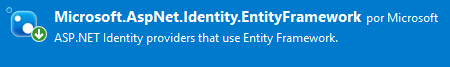 Microsoft.AspNet.Identity.EntityFramework por Microsoft
ASP.NET Identity providers that use Entity Framework.